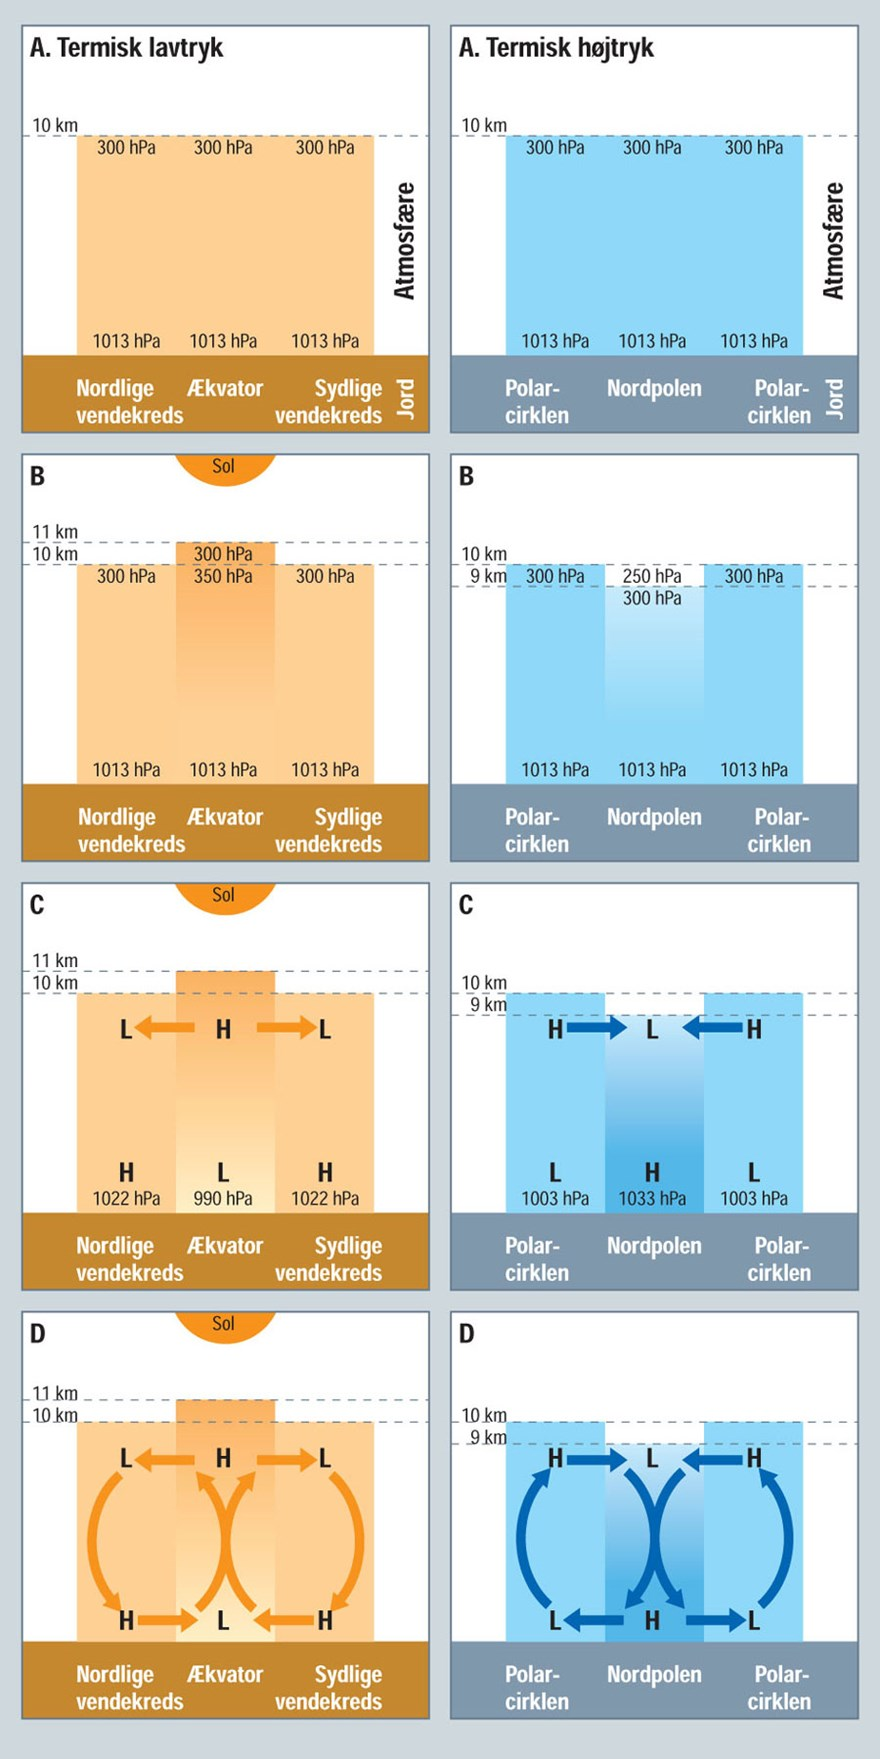 A. Termisk lavtryk
10 km
300 hPa 300 hPa 300 hPa
Atmosfære
1013 hPa 1013 hPa 1013 hPa
Nordlige Ækvator Sydlige
vendekreds vendekreds
Jord
A. Termisk højtryk
10 km
300 hPa 300 hPa 300 hPa
Atmosfære
1013 hPa 1013 hPa 1013 hPa
Polar- Nordpolen Polar-
cirklen cirklen
Jord
B
Sol
11 km
300 hPa
10 km
300 hPa 350 hPa 300 hPa
1013 hPa 1013 hPa 1013 hPa
Nordlige Ækvator Sydlige
vendekreds vendekreds
B
10 km
9 km 300 hPa 250 hPa 300 hPa
300 hPa
1013 hPa 1013 hPa 1013 hPa
Polar- Nordpolen Polar-
cirklen cirklen
C
Sol
11 km
10 km
L H L
H L H
1022 hPa 990 hPa 1022 hPa
Nordlige Ækvator Sydlige
vendekreds vendekreds
C
10 km
9 km
H L H
L H L
1003 hPa 1033 hPa 1003 hPa
Polar- Nordpolen Polar-
cirklen cirklen
D
Sol
11 km
10 km
L H L
H L H
Nordlige Ækvator Sydlige
vendekreds vendekreds
D
10 km
9 km
H L H
L H L
Polar- Nordpolen Polar-
cirklen cirklen